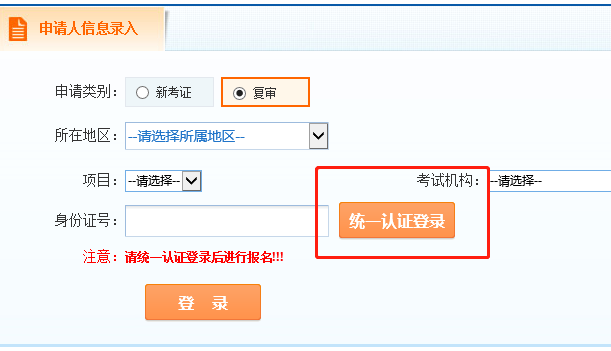 申请人信息录入
申请类别： 新考证 复审
所在地区： --请选择所属地区--
项目： --请选择-- 考试机构： --请选择--
身份证号： 统一认证登录
注意：请统一认证登录后进行报名!!!
登 录